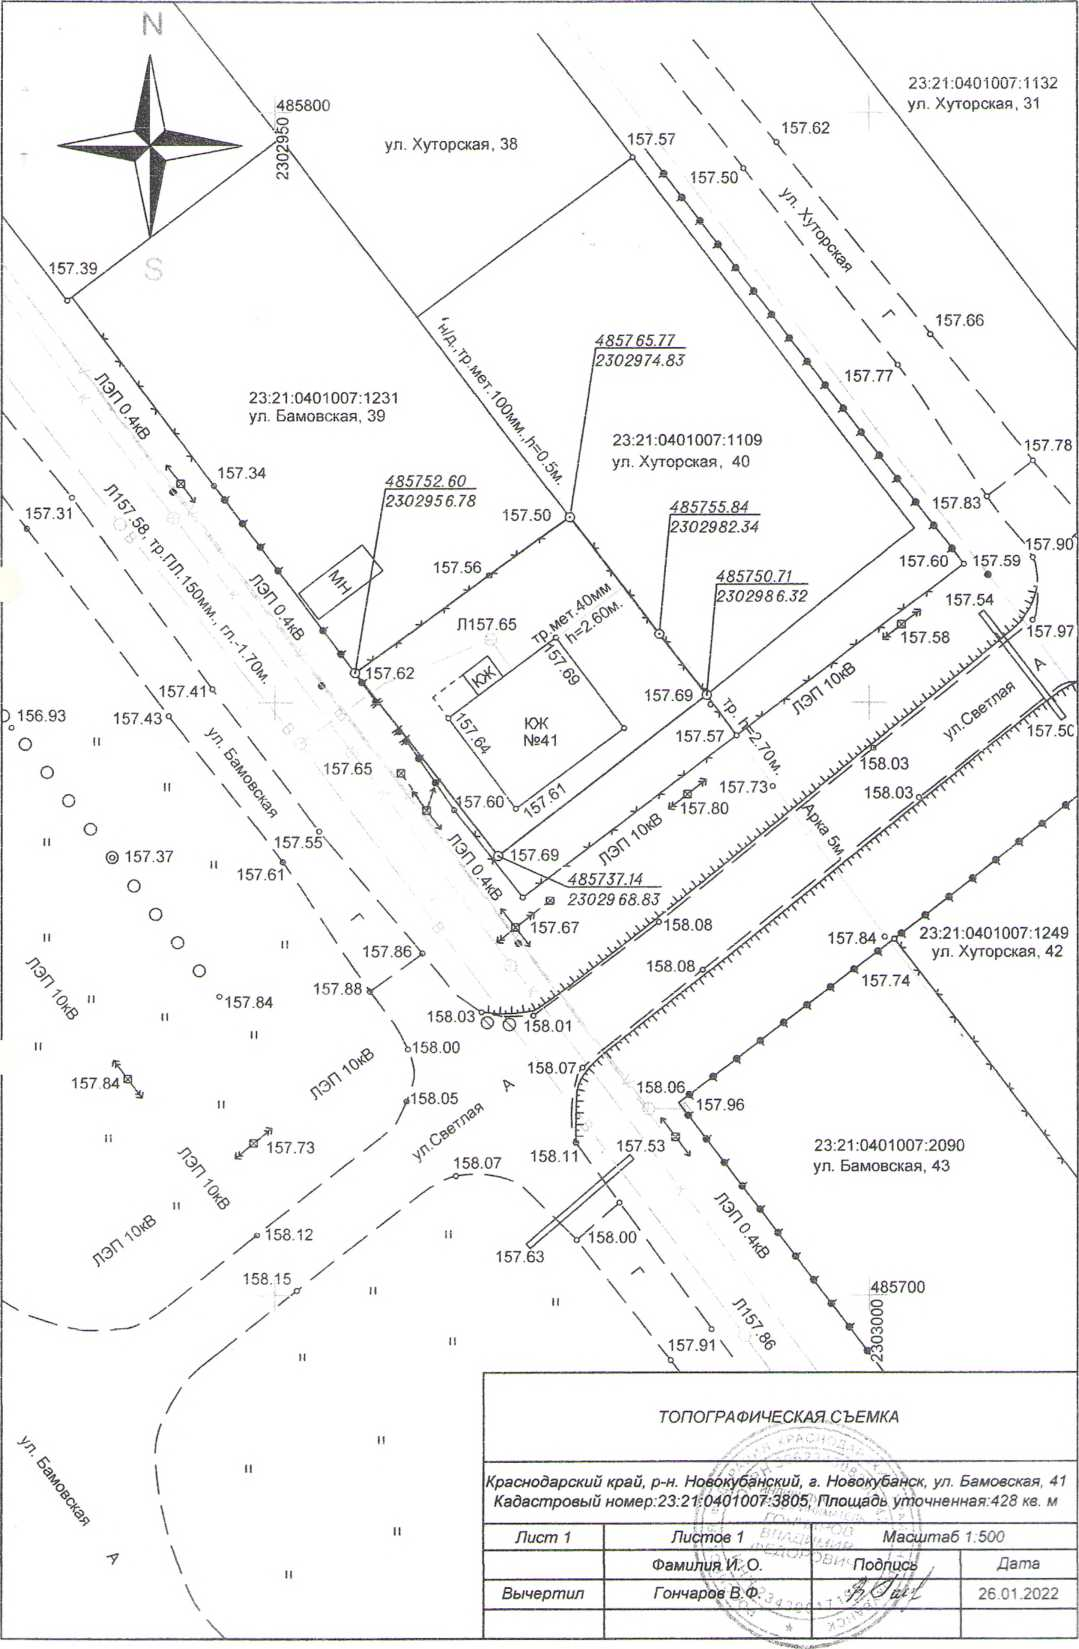 N
S
485800
2302950
ул. Хуторская, 38
23:21:0401007:1132
ул. Хуторская, 31
157.62
157.57
157.50
ул. Хуторская
Г
157.39
157.66
485765.77
2302974.83
157.77
ЛЭП 0.4кВ
23:21:0401007:1231
ул. Бамовская, 39
н/д.,тр.мет.100мм.,h=0.5м.
23:21:0401007:1109
ул. Хуторская, 40
157.78
157.34
485752.60
2302956.78
157.50
485755.84
2302982.34
157.83
157.31
Л157.58, тр.ПЛ.150мм., гл.-1.70м.
157.90
157.56
157.60
157.59
МН
485750.71
2302986.32
157.54
ЛЭП 0.4кВ
тр.мет.40мм
h=2.60м.
Л157.65
157.58
157.97
157.62
КЖ
157.69
А
157.41
157.69
ЛЭП 10кВ
ул.Светлая
156.93
157.43
157.64
КЖ
№41
тр. h=2.70м.
157.57
157.50
ул. Бамовская
157.65
158.03
157.73
158.03
157.60
157.61
157.80
Арка 5м.
157.55
157.37
157.61
ЛЭП 0.4кВ
157.69
ЛЭП 10кВ
485737.14
2302968.83
Г
157.67
158.08
157.84
23:21:0401007:1249
ул. Хуторская, 42
157.86
158.08
157.74
ЛЭП 10кВ
157.88
157.84
158.03
158.01
158.00
ЛЭП 10кВ
158.07
157.84
А
158.06
158.05
157.96
ул.Светлая
157.73
158.11
157.53
23:21:0401007:2090
ул. Бамовская, 43
158.07
ЛЭП 10кВ
ЛЭП 0.4кВ
158.12
158.00
ЛЭП 10кВ
157.63
158.15
Г
485700
2303000
Л157.86
157.91
ул. Бамовская
А
ТОПОГРАФИЧЕСКАЯ СЪЕМКА
Краснодарский край, р-н. Новокубанский, г. Новокубанск, ул. Бамовская, 41
Кадастровый номер:23:21:0401007:3805, Площадь уточненная:428 кв. м
Лист 1 Листов 1 Масштаб 1:500
Фамилия И. О. Подпись Дата
Вычертил Гончаров В.Ф. 26.01.2022
ГОНЧАРОВ
ВЛАДИМИР
ФЕДОРОВИЧ